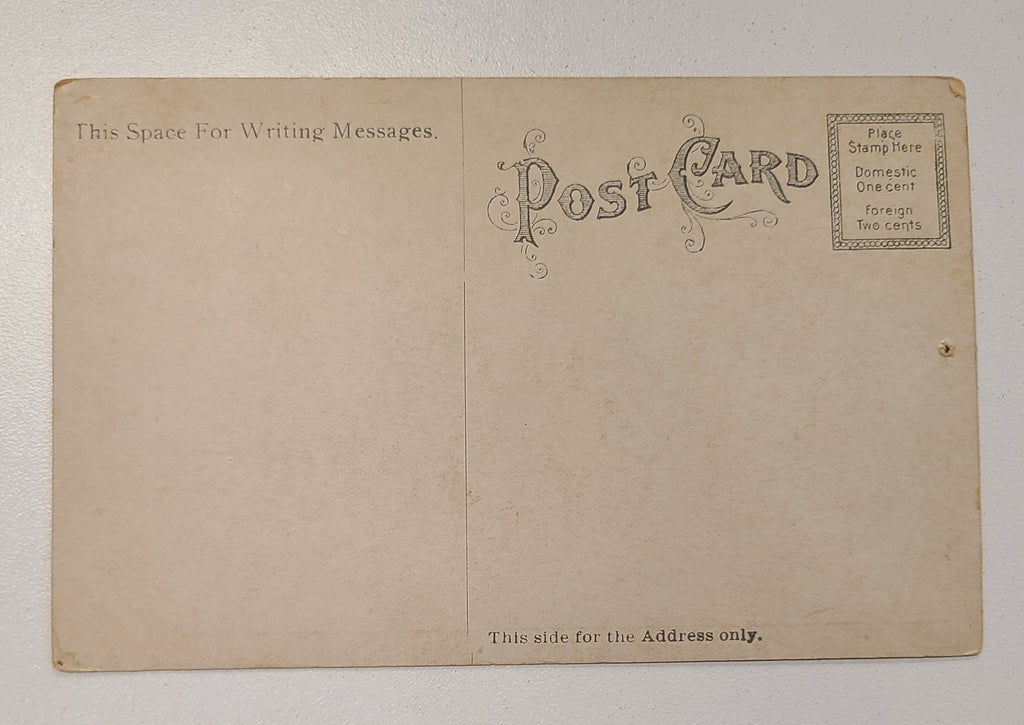 This Space For Writing Messages.
POST CARD
Place
Stamp Here
Domestic
One cent
Foreign
Two cents
This side for the Address only.